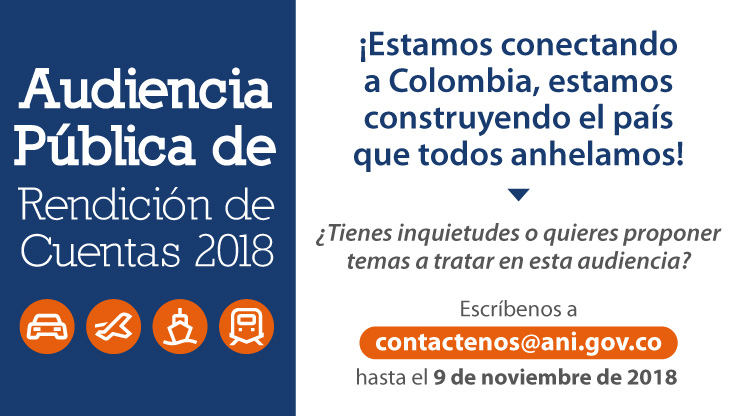 Audiencia
Pública de
Rendición de
Cuentas 2018
¡Estamos conectando
a Colombia, estamos
construyendo el país
que todos anhelamos!
¿Tienes inquietudes o quieres proponer
temas a tratar en esta audiencia?
Escríbenos a
contactenos@ani.gov.co
hasta el 9 de noviembre de 2018